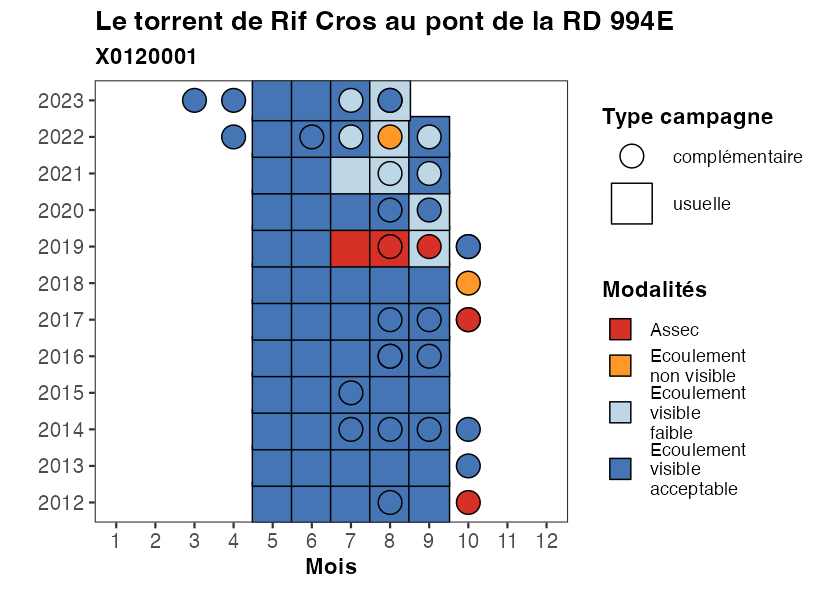 Le torrent de Rif Cros au pont de la RD 994E
X0120001
2023
2022
2021
2020
2019
2018
2017
2016
2015
2014
2013
2012
1 2 3 4 5 6 7 8 9 10 11 12
Mois
Type campagne
complémentaire
usuelle
Modalités
Assec
Ecoulement
non visible
Ecoulement
visible
faible
Ecoulement
visible
acceptable